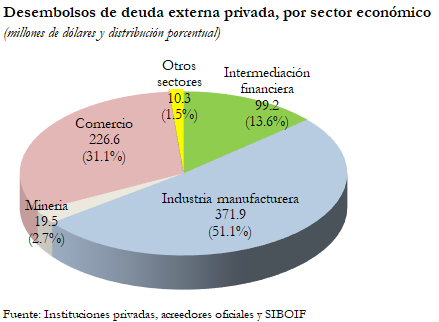 Desembolsos de deuda externa privada, por sector económico
(millones de dólares y distribución porcentual)
Otros
sectores
10.3
(1.5%)
Intermediación
financiera
99.2
(13.6%)
Comercio
226.6
(31.1%)
Industria manufacturera
371.9
(51.1%)
Minería
19.5
(2.7%)
Fuente: Instituciones privadas, acreedores oficiales y SIBOIF